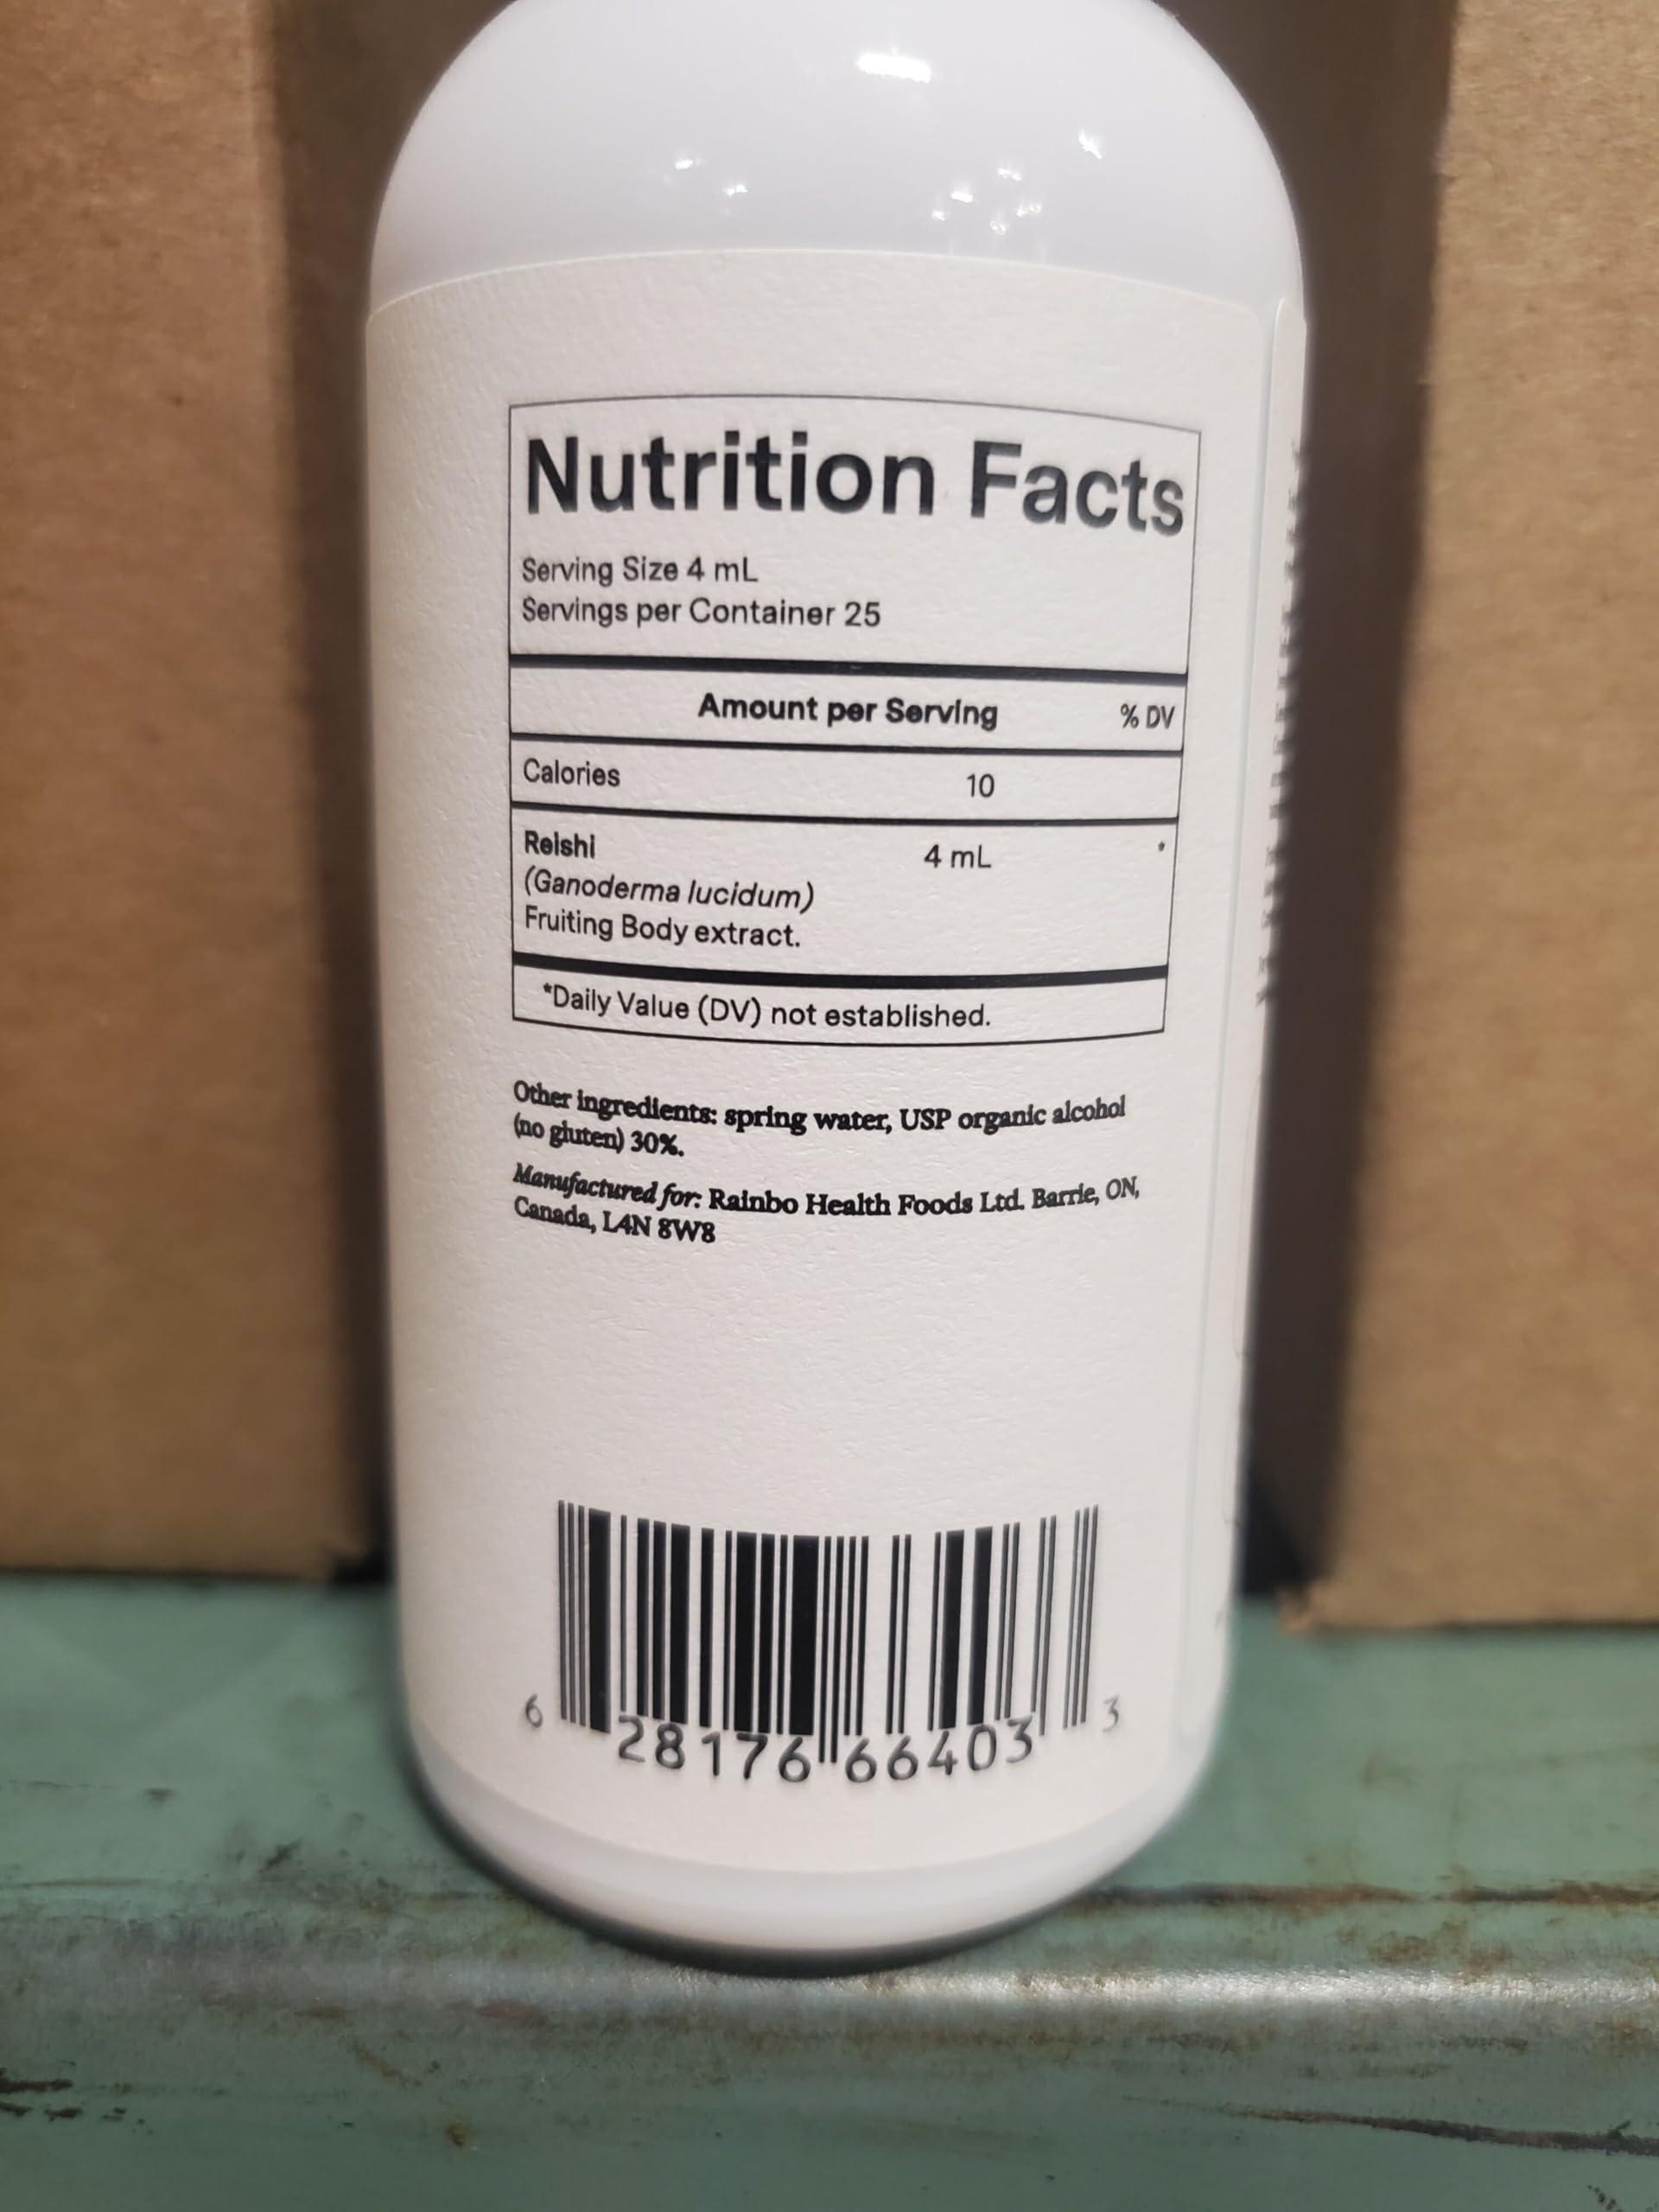 Nutrition Facts
Serving Size 4 mL
Servings per Container 25
Amount per Serving % DV
Calories 10
Reishi 4 mL *
(Ganoderma lucidum)
Fruiting Body extract.
*Daily Value (DV) not established.
Other ingredients: spring water, USP organic alcohol
(no gluten) 30%.
Manufactured for: Rainbo Health Foods Ltd. Barrie, ON,
Canada, L4N 8W8
6 28176 66403 3